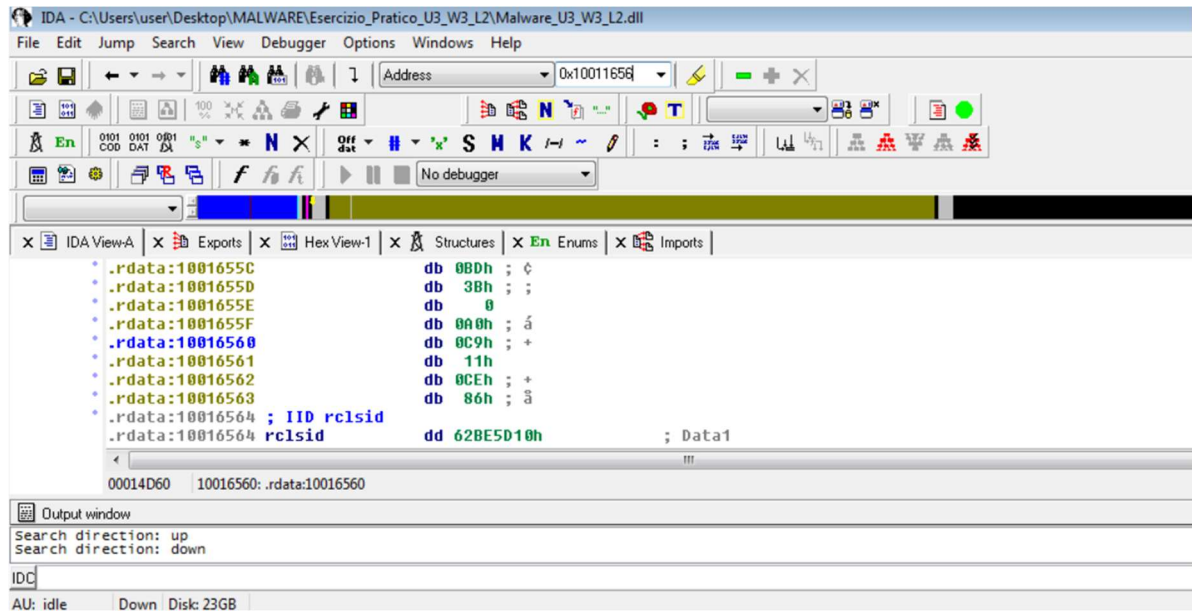 IDA - C:\Users\user\Desktop\MALWARE\Esercizio_Pratico_U3_W3_L2\Malware_U3_W3_L2.dll
File Edit Jump Search View Debugger Options Windows Help
Address 0x10011656
En
No debugger
IDA View-A Exports Hex View-1 Structures En Enums Imports
.rdata:1001655C db 0BDh ; ¢
.rdata:1001655D db 3Bh ; ;
.rdata:1001655E db 0
.rdata:1001655F db 0A0h ; á
.rdata:10016560 db 0C9h ; +
.rdata:10016561 db 11h
.rdata:10016562 db 0CEh ; +
.rdata:10016563 db 86h ; å
.rdata:10016564 ; IID rclsid
.rdata:10016564 rclsid dd 62BE5D10h ; Data1
00014D60 10016560: .rdata:10016560
Output window
Search direction: up
Search direction: down
IDC
AU: idle Down Disk: 23GB